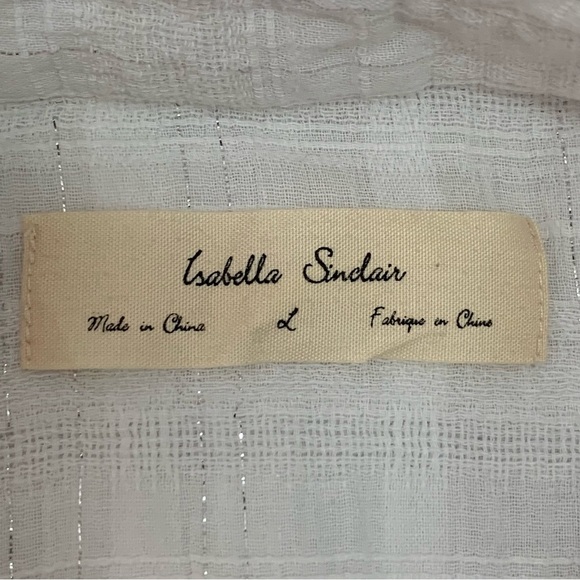 Isabella Sinclair
Made in China L Fabrique en Chine